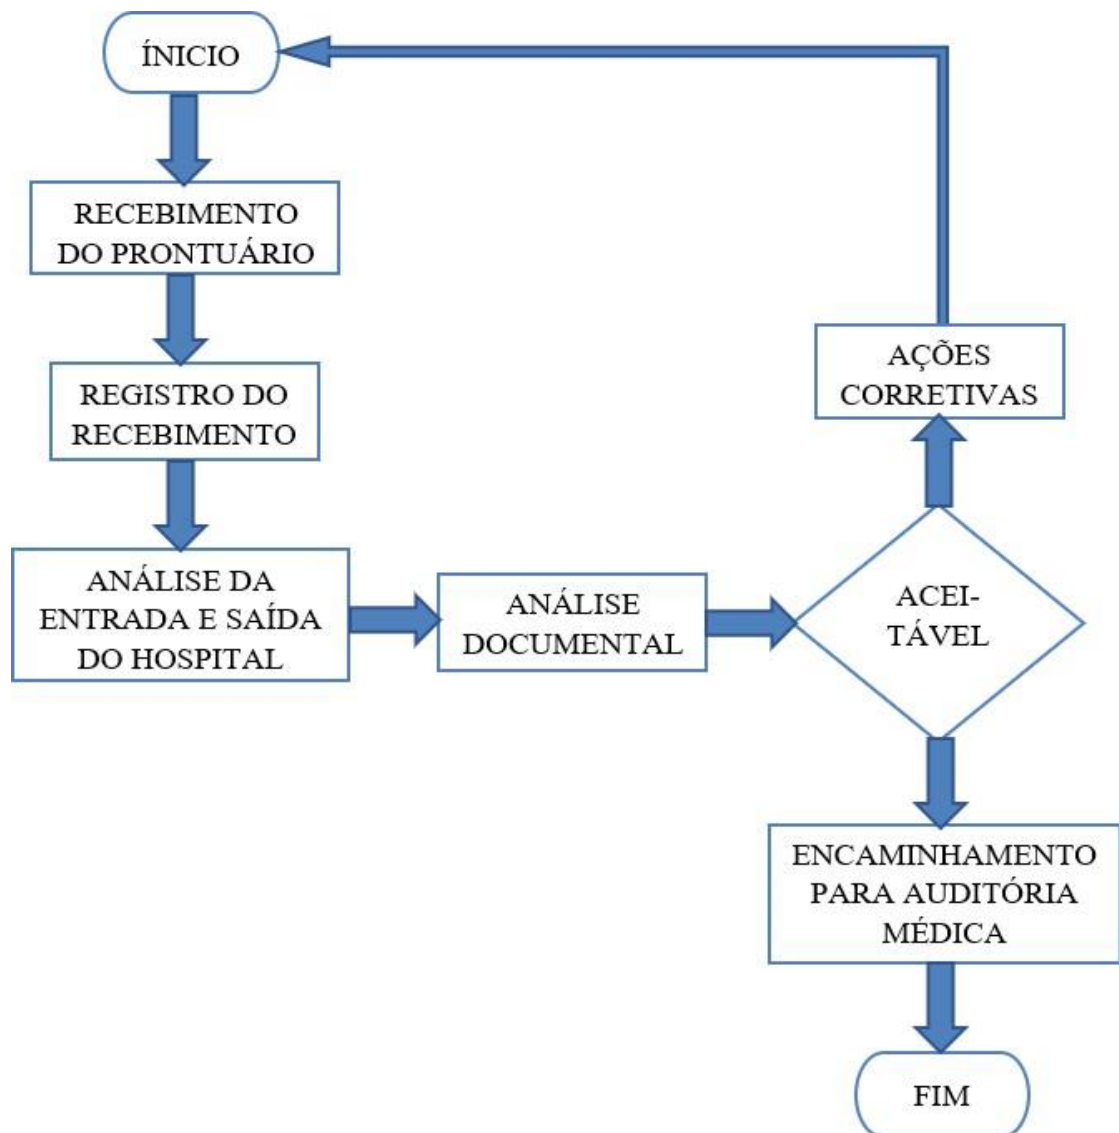 ÍNICIO
RECEBIMENTO
DO PRONTUÁRIO
REGISTRO DO
RECEBIMENTO
ANÁLISE DA
ENTRADA E SAÍDA
DO HOSPITAL
ANÁLISE
DOCUMENTAL
ACEI-
TÁVEL
AÇÕES
CORRETIVAS
ENCAMINHAMENTO
PARA AUDITÓRIA
MÉDICA
FIM